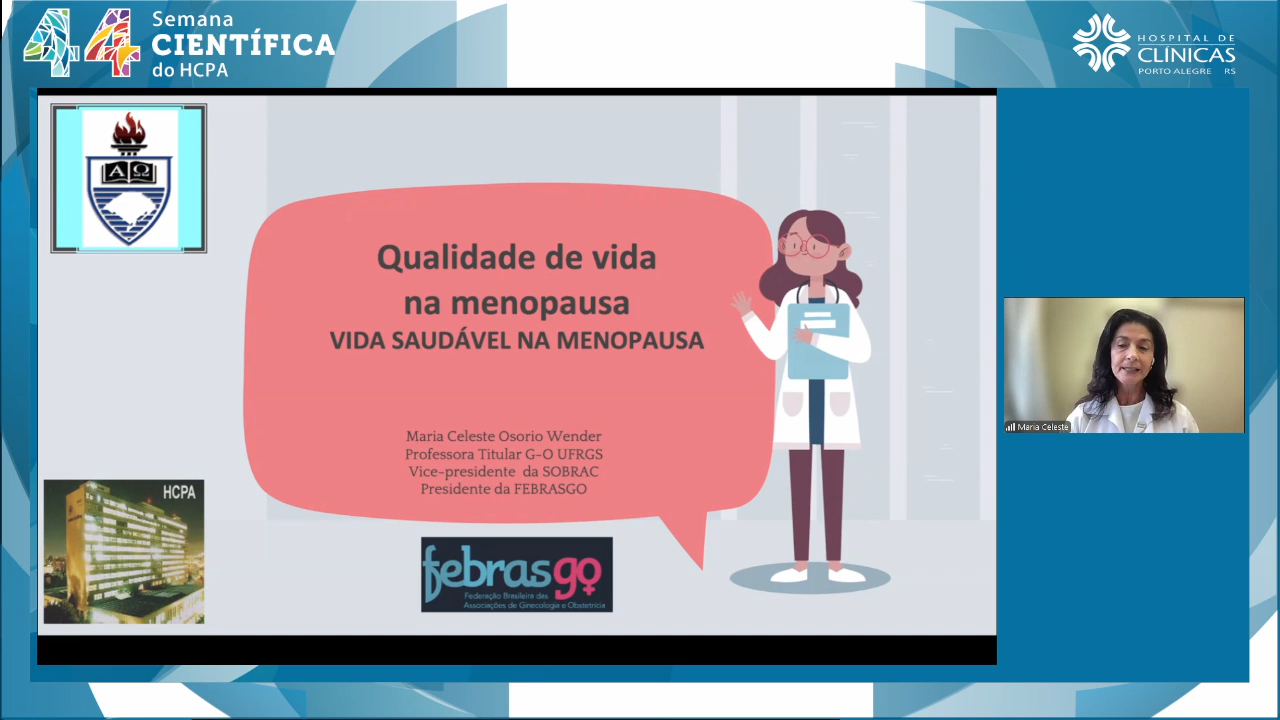 44
Semana
CIENTÍFICA
do HCPA
HOSPITAL DE
CLÍNICAS
PORTO ALEGRE RS
Α Ω
Qualidade de vida
na menopausa
VIDA SAUDÁVEL NA MENOPAUSA
Maria Celeste Osorio Wender
Professora Titular G-O UFRGS
Vice-presidente da SOBRAC
Presidente da FEBRASGO
HCPA
febrasgo
Federação Brasileira das
Associações de Ginecologia e Obstetrícia
Maria Celeste